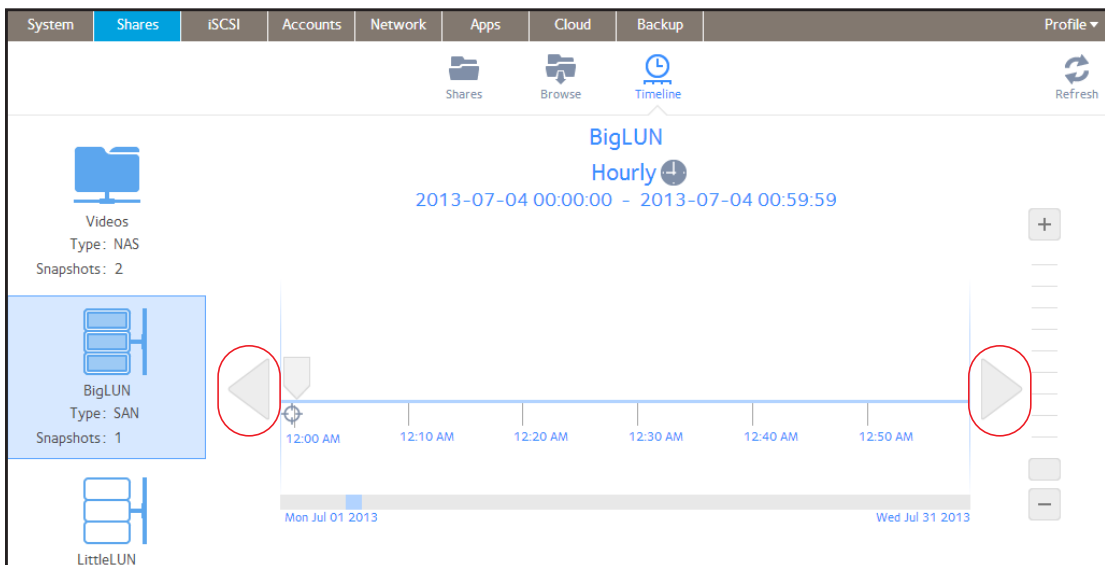 System Shares iSCSI Accounts Network Apps Cloud Backup Profile
Shares Browse Timeline Refresh
BigLUN
Hourly
2013-07-04 00:00:00 - 2013-07-04 00:59:59
Videos
Type: NAS
Snapshots: 2
BigLUN
Type: SAN
Snapshots: 1
LittleLUN
+
12:00 AM 12:10 AM 12:20 AM 12:30 AM 12:40 AM 12:50 AM
Mon Jul 01 2013 Wed Jul 31 2013
−